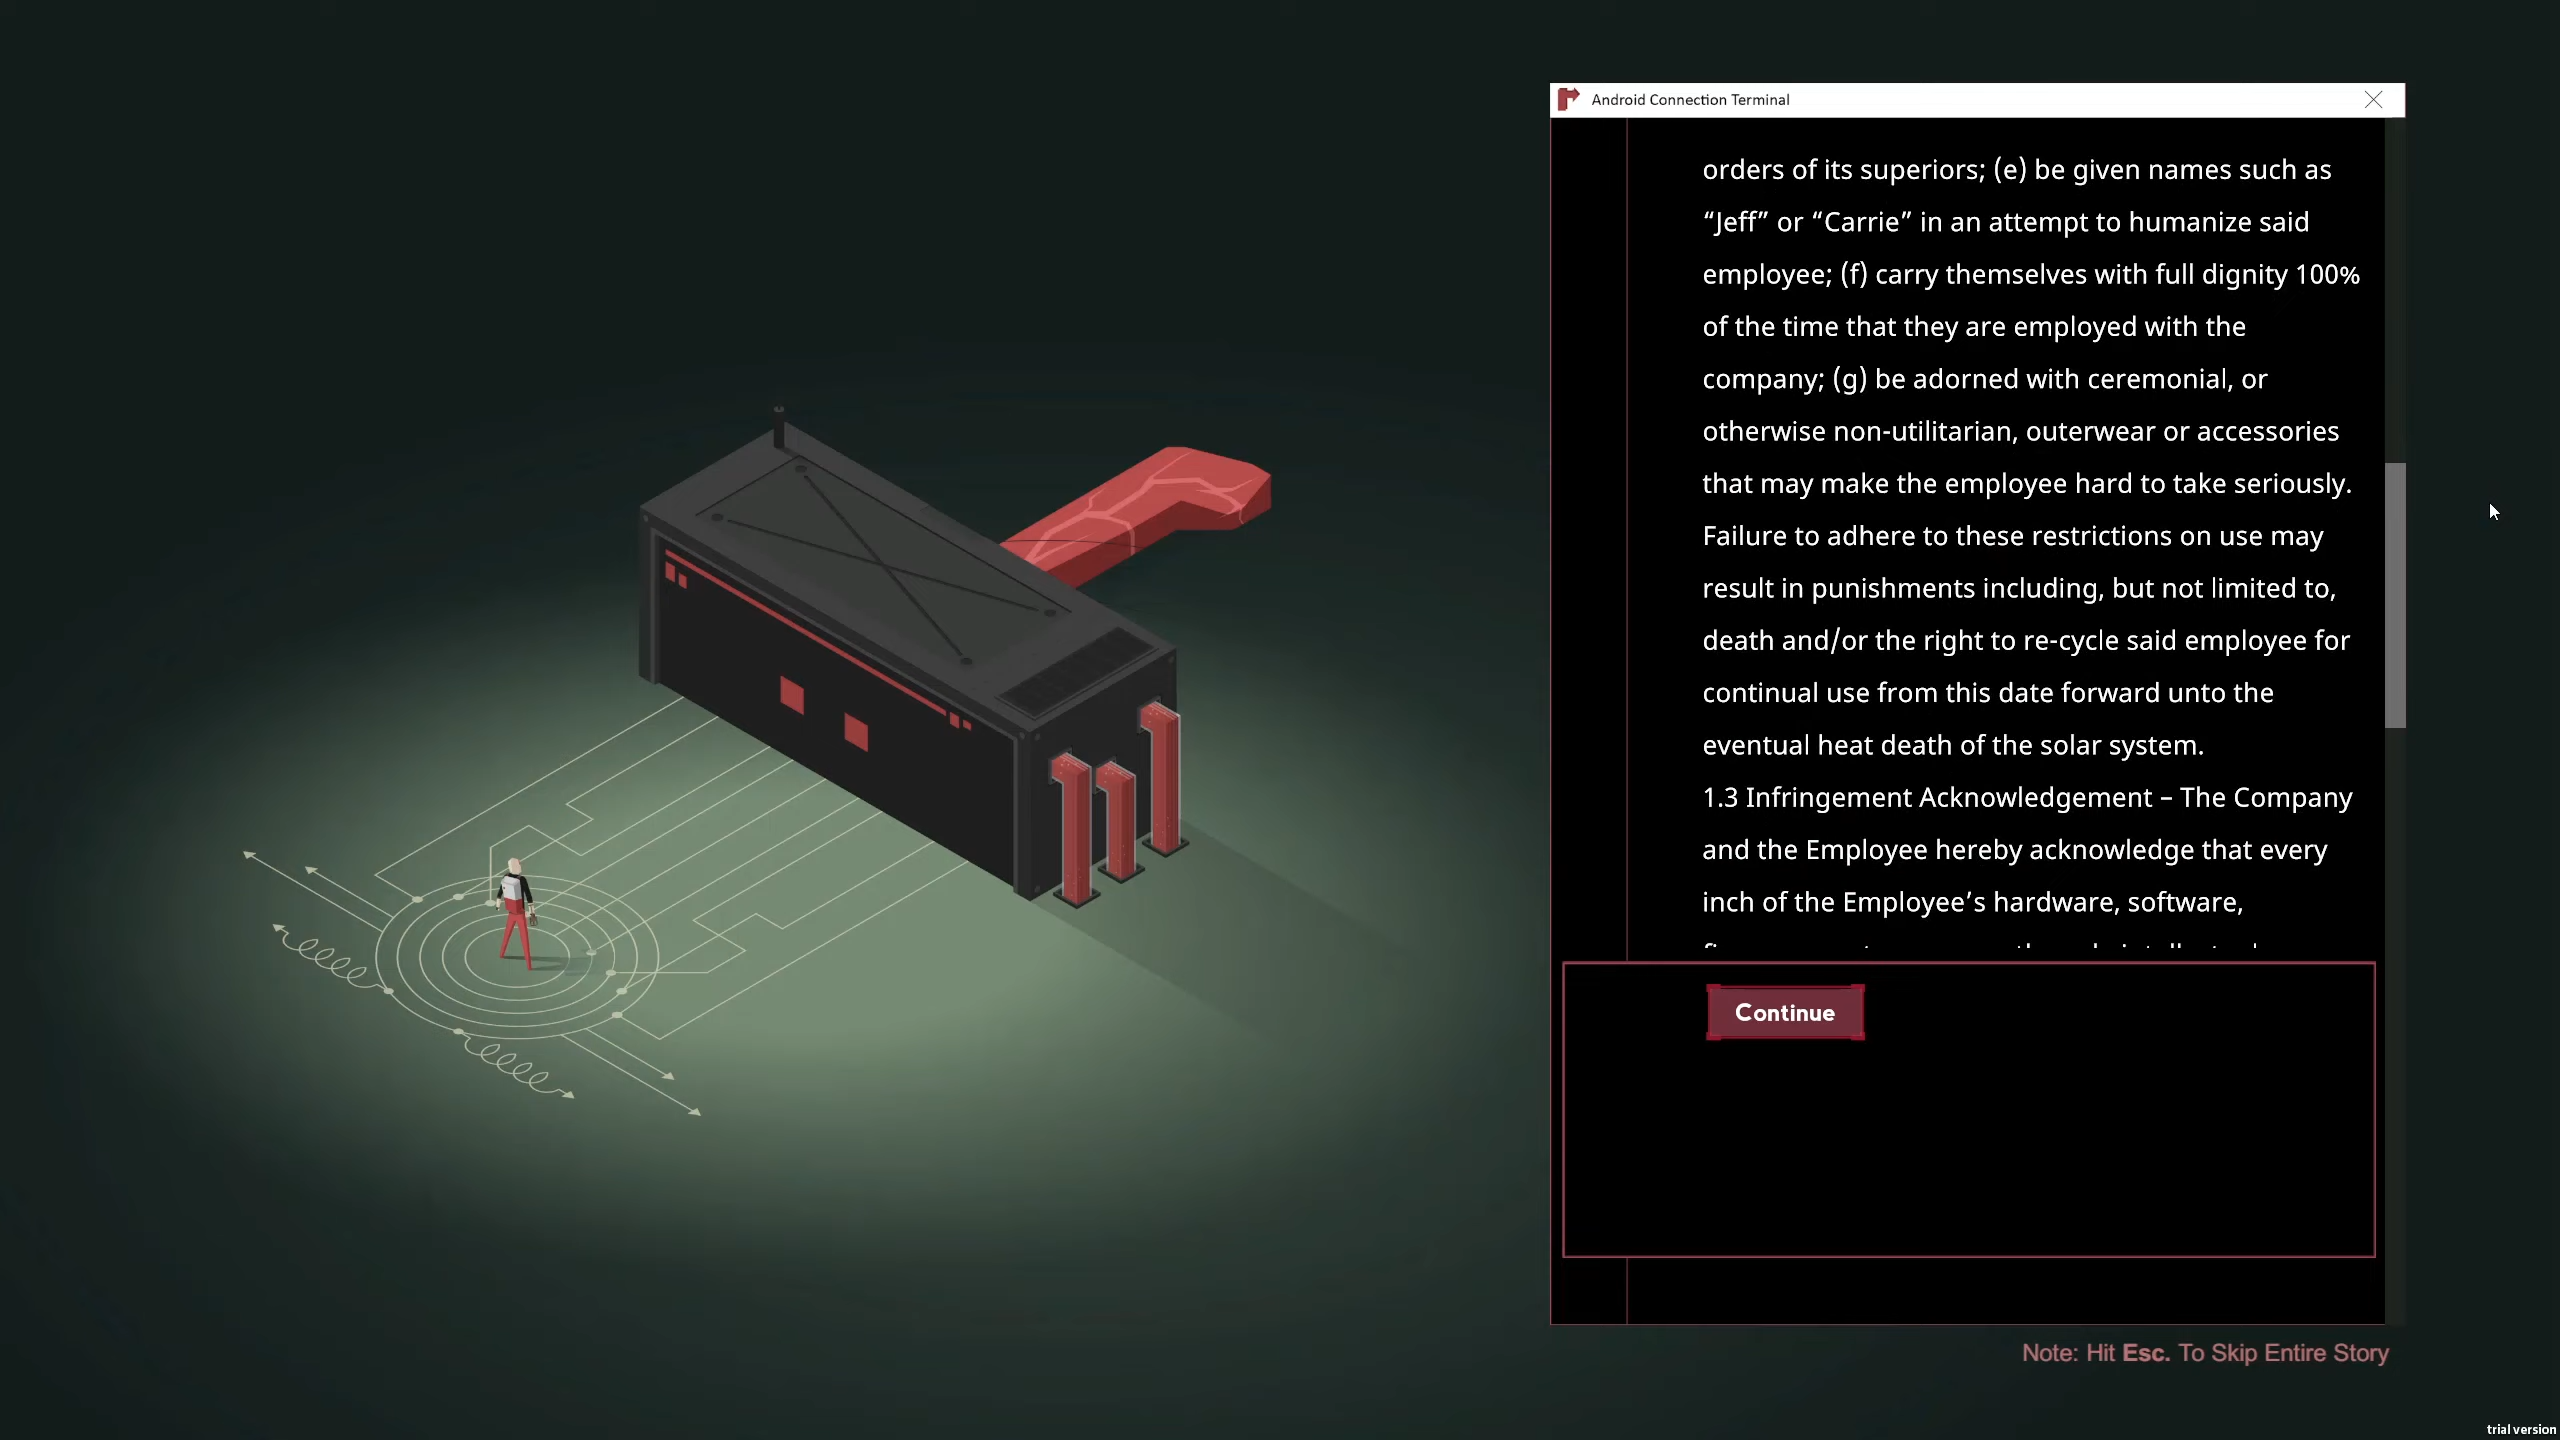 Android Connection Terminal
orders of its superiors; (e) be given names such as
“Jeff” or “Carrie” in an attempt to humanize said
employee; (f) carry themselves with full dignity 100%
of the time that they are employed with the
company; (g) be adorned with ceremonial, or
otherwise non-utilitarian, outerwear or accessories
that may make the employee hard to take seriously.
Failure to adhere to these restrictions on use may
result in punishments including, but not limited to,
death and/or the right to re-cycle said employee for
continual use from this date forward unto the
eventual heat death of the solar system.
1.3 Infringement Acknowledgement – The Company
and the Employee hereby acknowledge that every
inch of the Employee’s hardware, software,
Continue
Note: Hit Esc. To Skip Entire Story
trial version